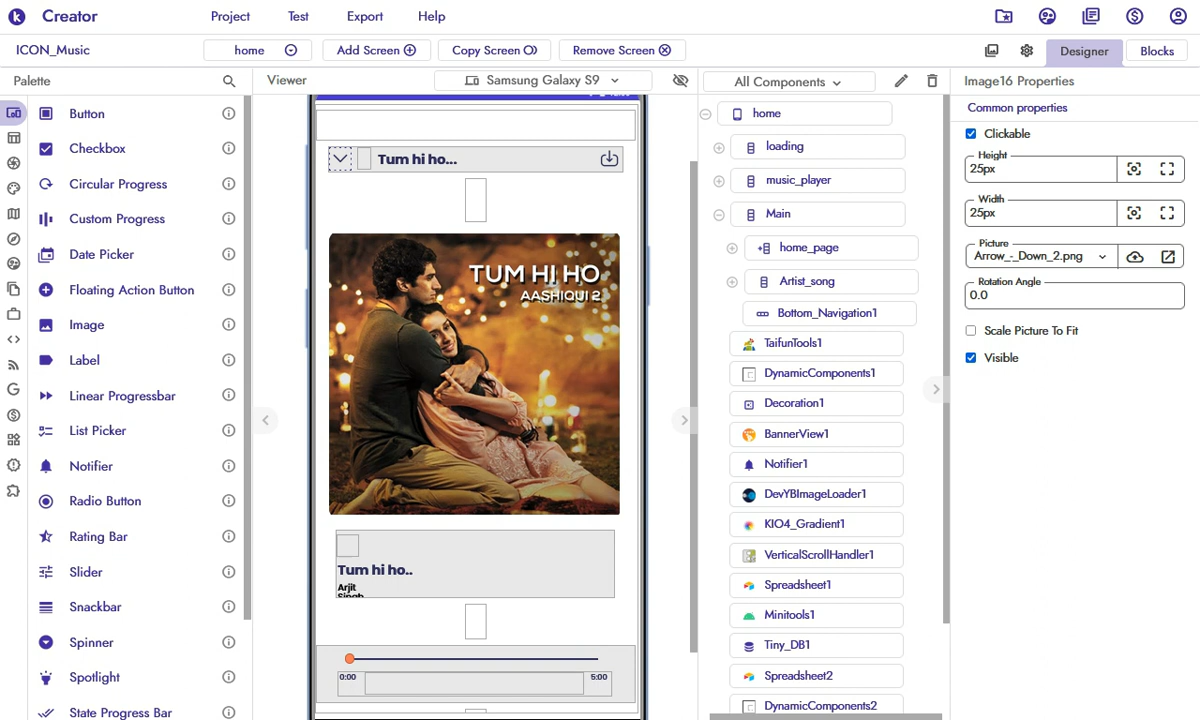 Creator
Project
Test
Export
Help
ICON_Music
home
Add Screen
Copy Screen
Remove Screen
Designer
Blocks
Palette
Viewer
Samsung Galaxy S9
All Components
Image16 Properties
Button
Checkbox
Circular Progress
Custom Progress
Date Picker
Floating Action Button
Image
Label
Linear Progressbar
List Picker
Notifier
Radio Button
Rating Bar
Slider
Snackbar
Spinner
Spotlight
State Progress Bar
Tum hi ho...
TUM HI HO
AASHIQUI 2
Tum hi ho..
Arjit
Singh
0:00
5:00
home
loading
music_player
Main
home_page
Artist_song
Bottom_Navigation1
TaifunTools1
DynamicComponents1
Decoration1
BannerView1
Notifier1
DevYBImageLoader1
KIO4_Gradient1
VerticalScrollHandler1
Spreadsheet1
Minitools1
Tiny_DB1
Spreadsheet2
DynamicComponents2
Common properties
Clickable
Height
25px
Width
25px
Picture
Arrow_-_Down_2.png
Rotation Angle
0.0
Scale Picture To Fit
Visible